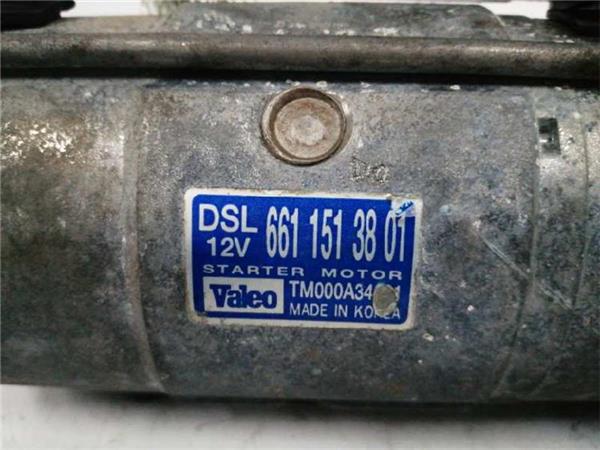 DSL
12V 661 151 38 01
STARTER MOTOR
Valeo
MADE IN KOREA